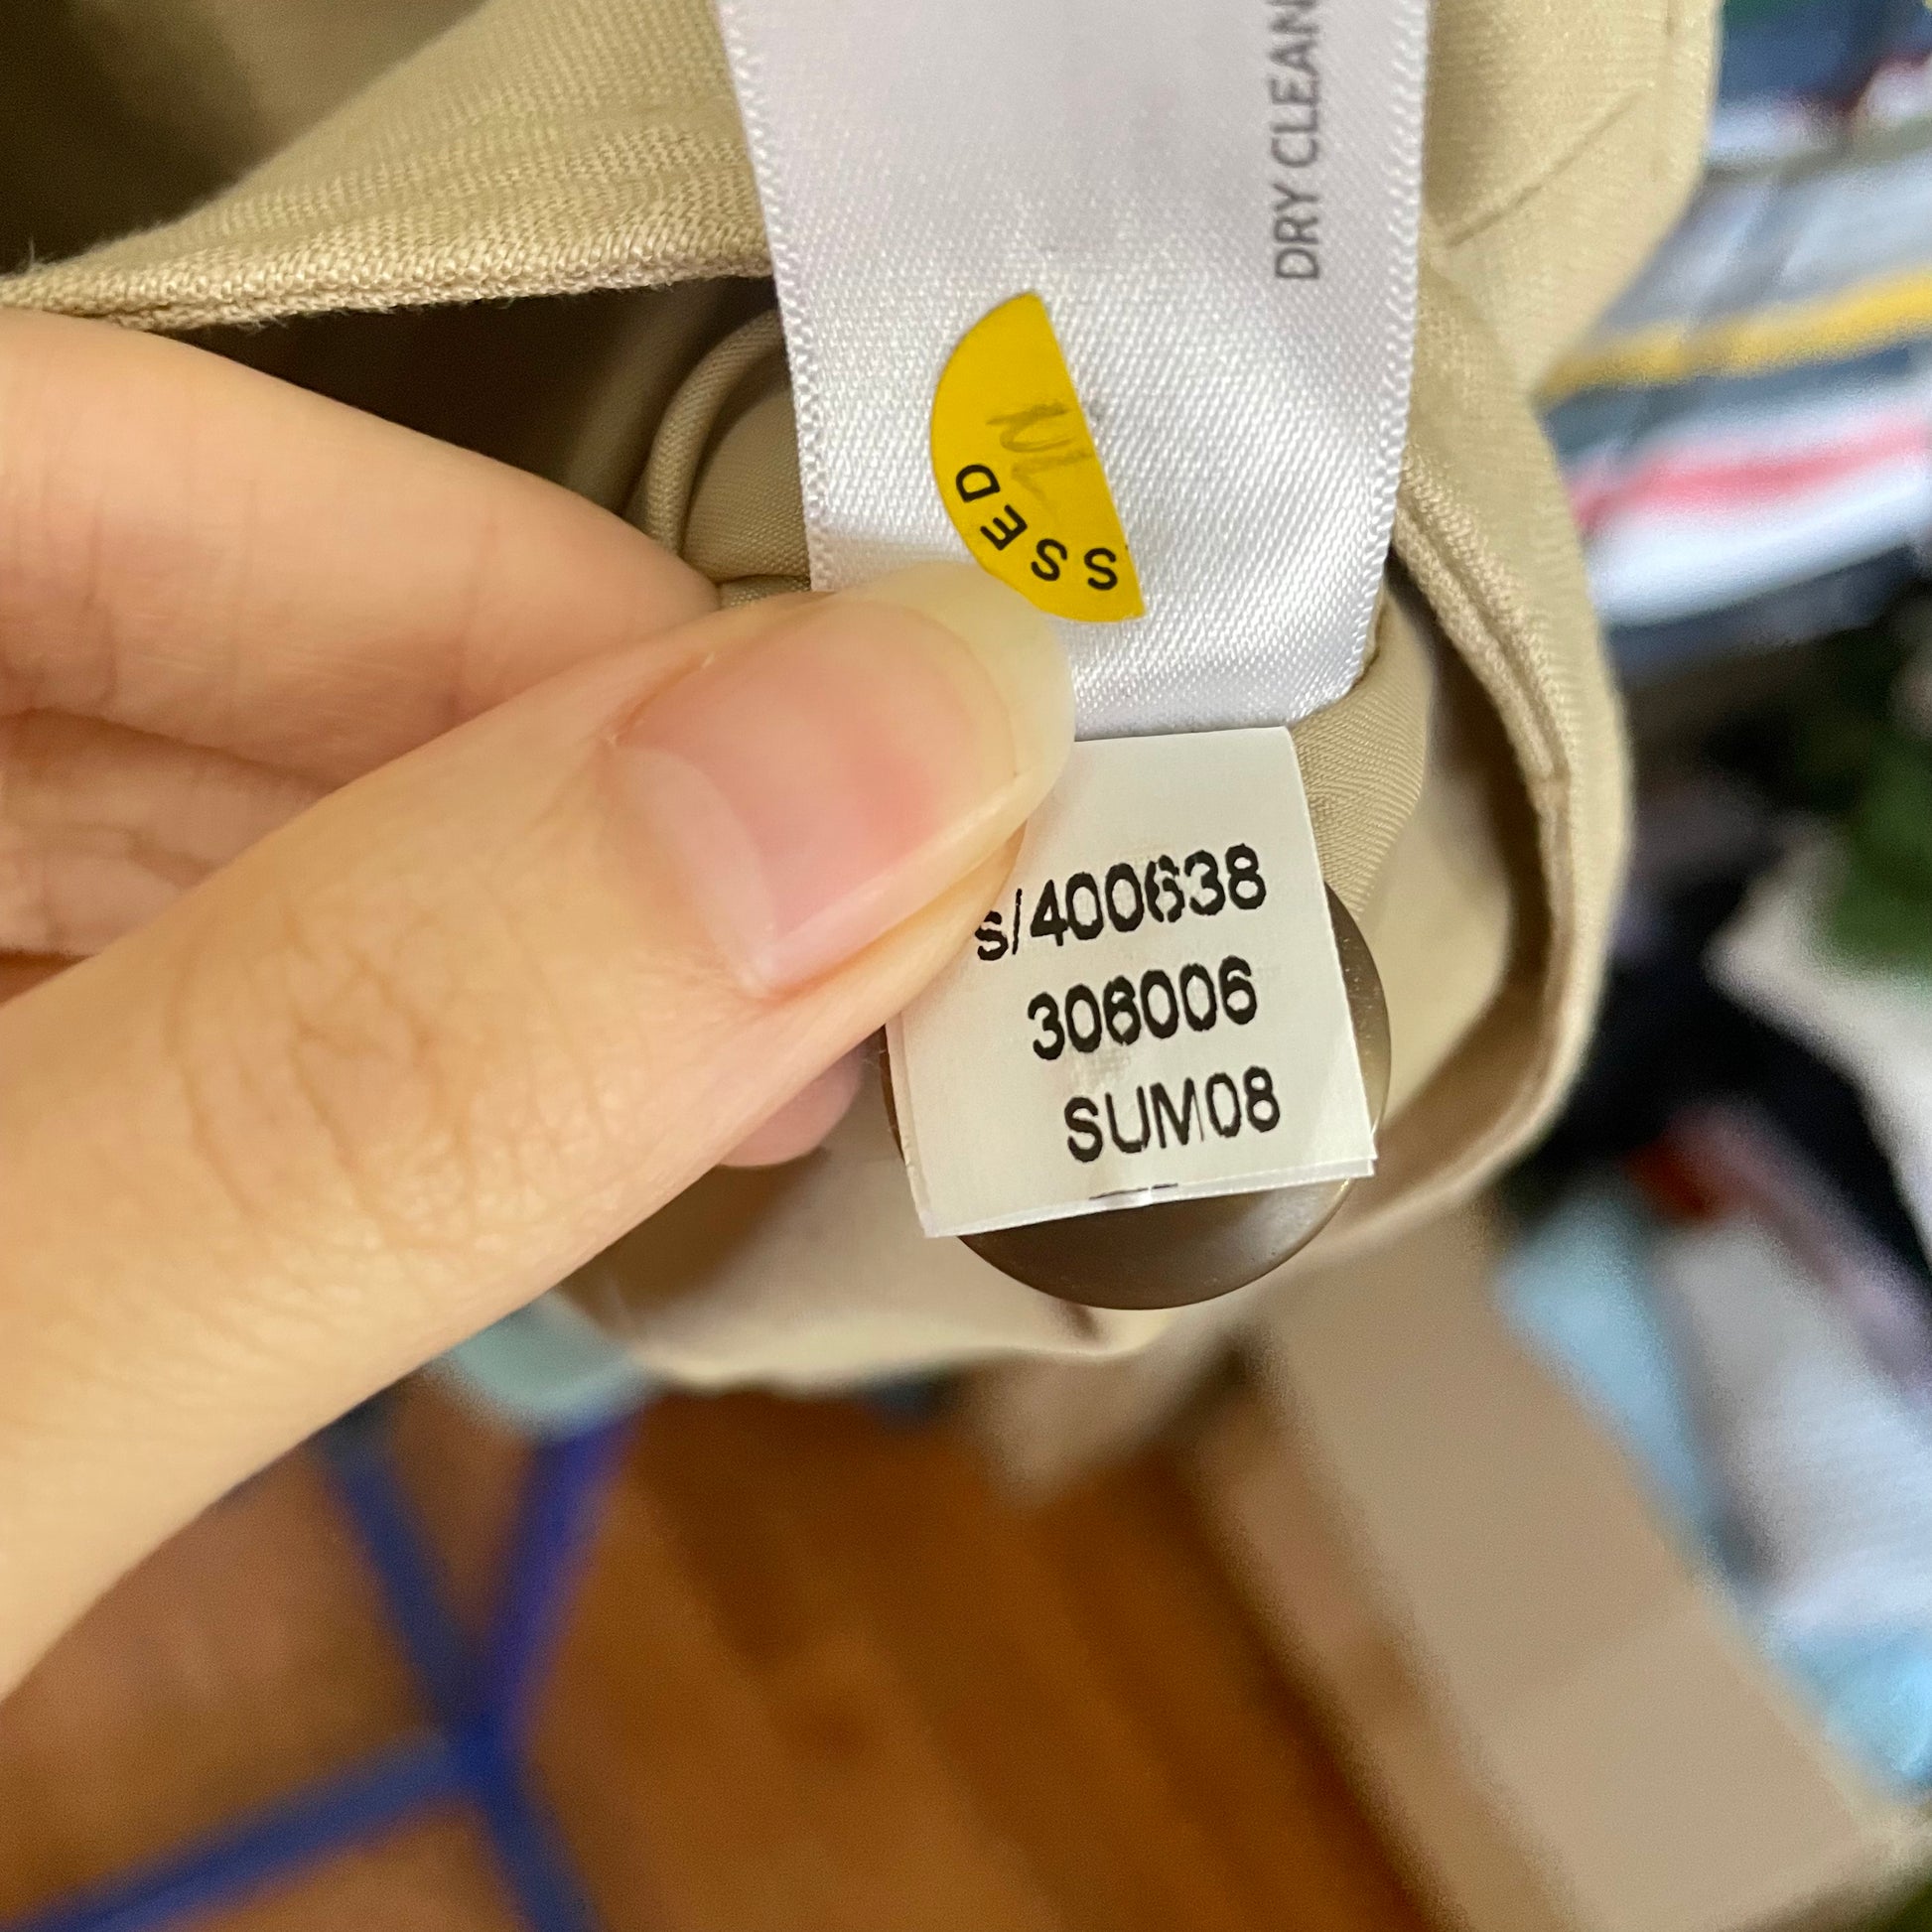 DRY CLEAN
SSED
s/400638
306006
SUM08